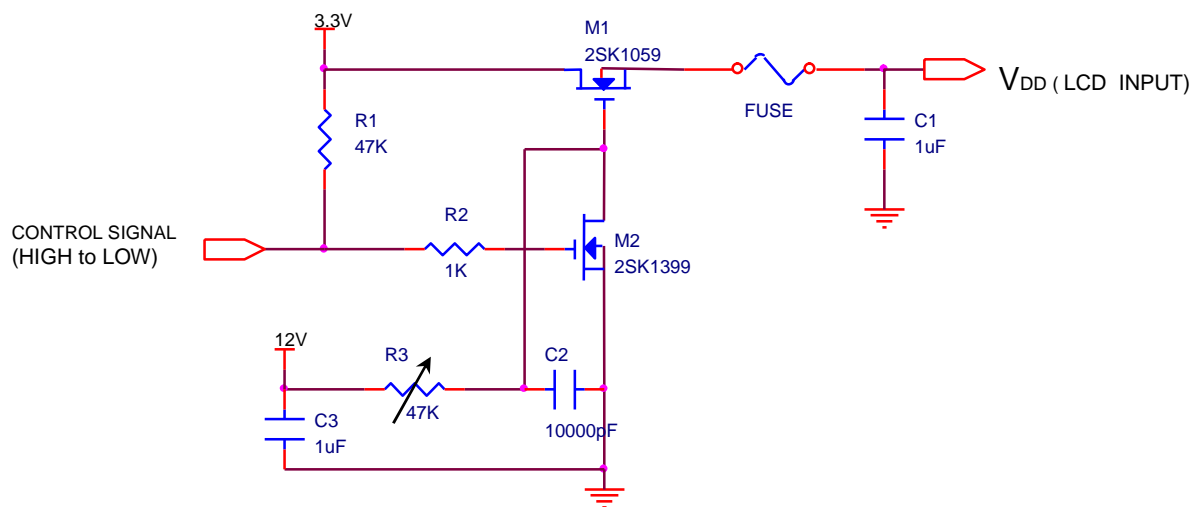 3.3V
M1
2SK1059
FUSE
VDD ( LCD INPUT)
R1
47K
C1
1uF
CONTROL SIGNAL
(HIGH to LOW)
R2
1K
M2
2SK1399
12V
R3
47K
C2
10000pF
C3
1uF